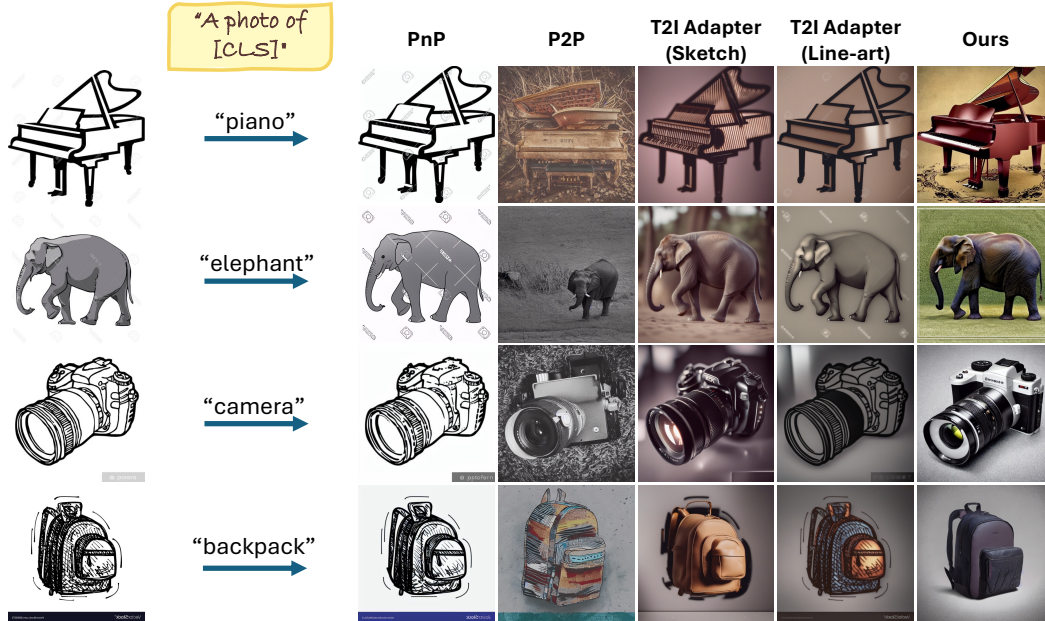 "A photo of
[CLS]"
PnP
P2P
T2I Adapter
(Sketch)
T2I Adapter
(Line-art)
Ours
“piano”
“elephant”
“camera”
“backpack”